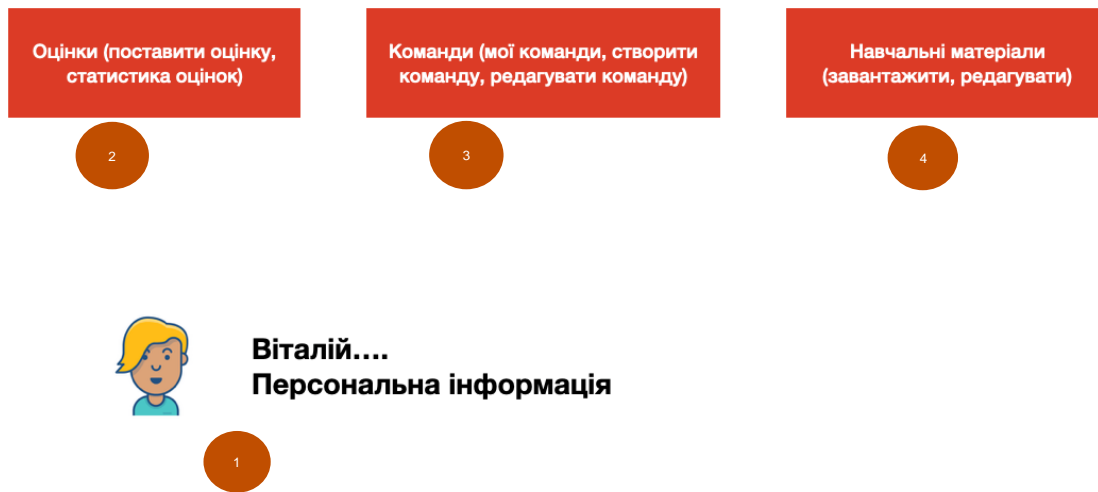 Оцінки (поставити оцінку,
статистика оцінок)
Команди (мої команди, створити
команду, редагувати команду)
Навчальні матеріали
(завантажити, редагувати)
2
3
4
Віталій....
Персональна інформація
1